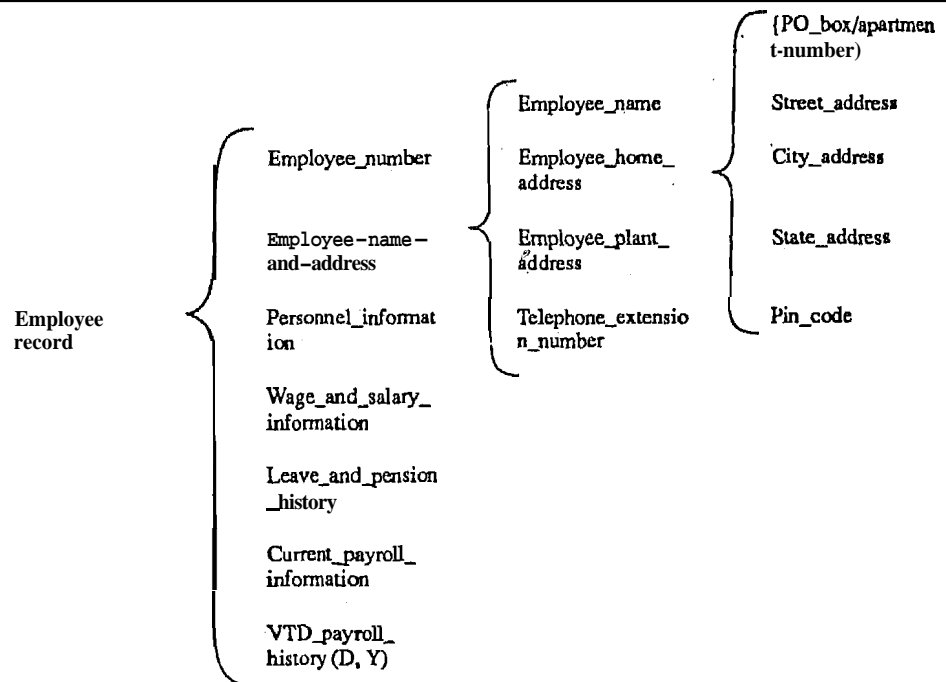 Employee
record
Employee_number
Employee-name-
and-address
Personnel_informat
ion
Wage_and_salary_
information
Leave_and_pension
_history
Current_payroll_
information
VTD_payroll_
history (D, Y)
Employee_name
Employee_home_
address
Employee_plant_
address
Telephone_extensio
n_number
{PO_box/apartmen
t-number)
Street_address
City_address
State_address
Pin_code